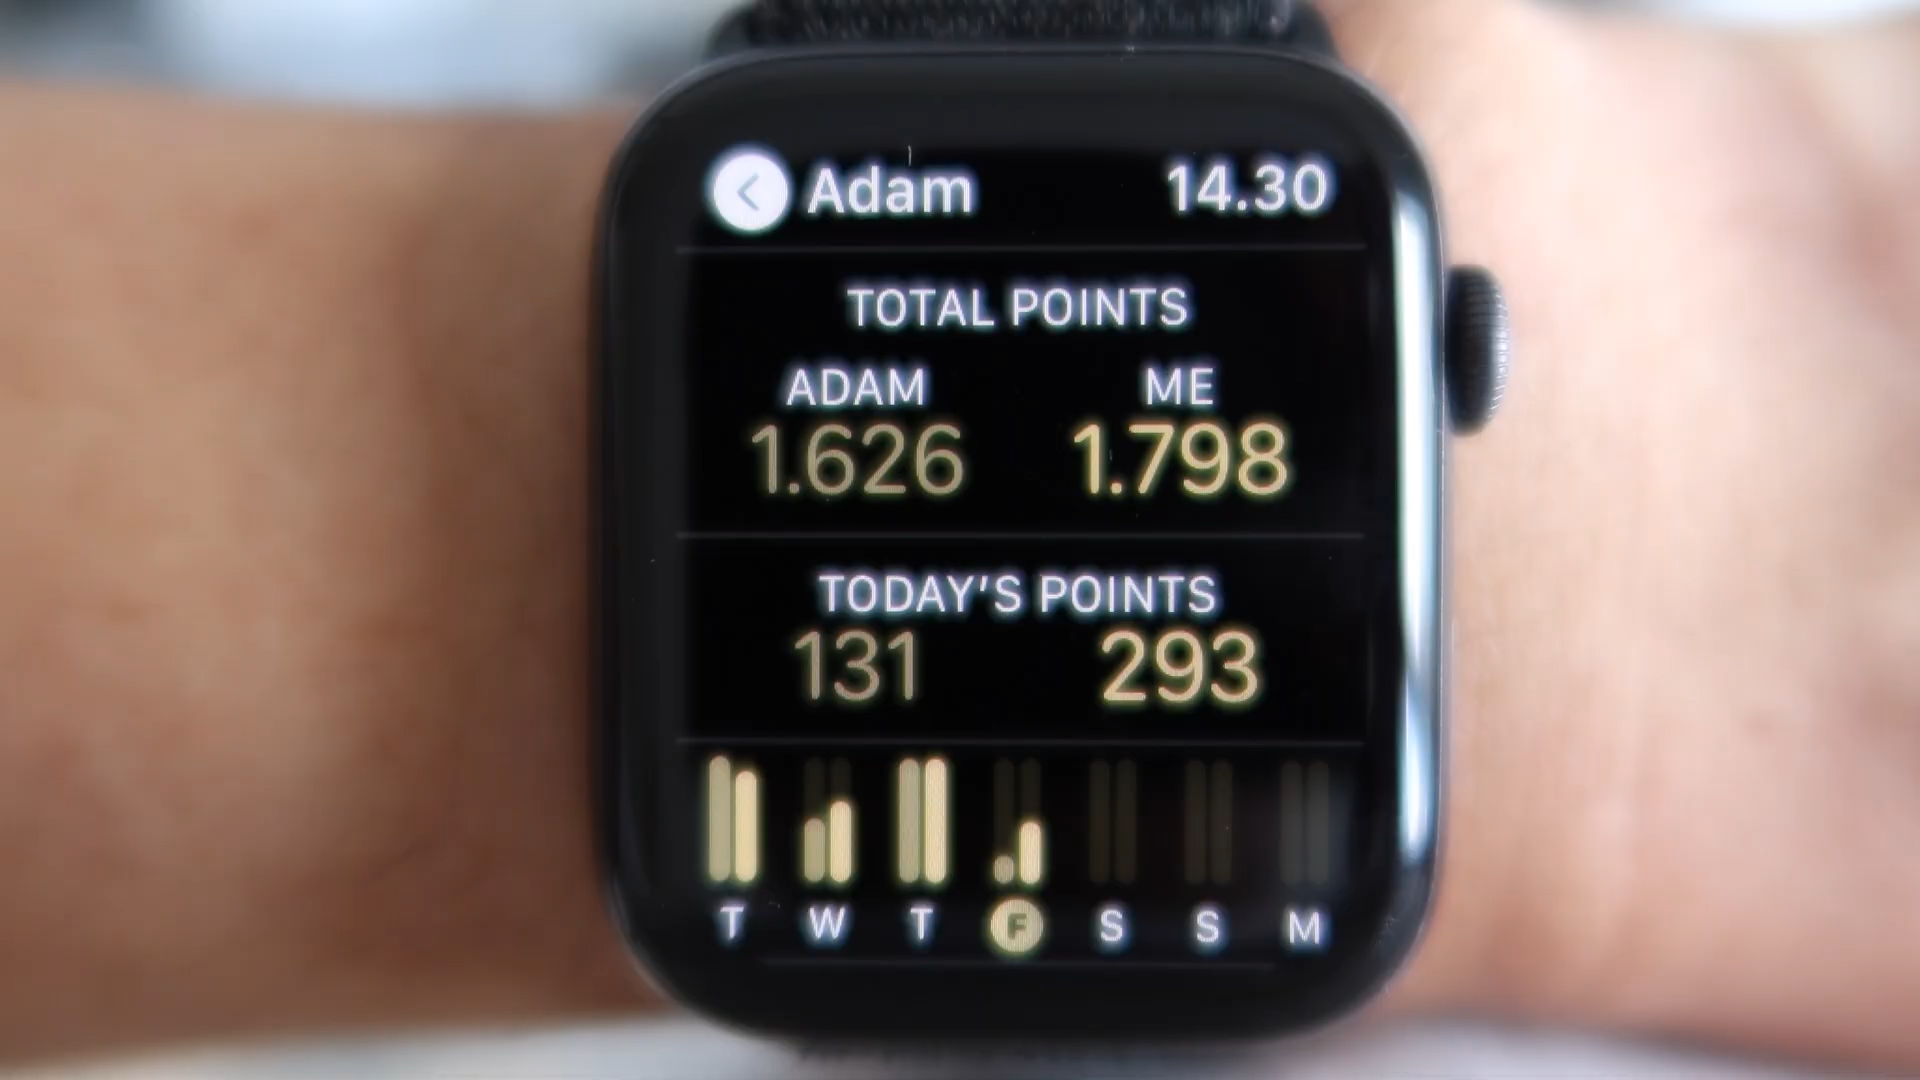 Adam 14.30
TOTAL POINTS
ADAM ME
1.626 1.798
TODAY'S POINTS
131 293
T W T F S S M